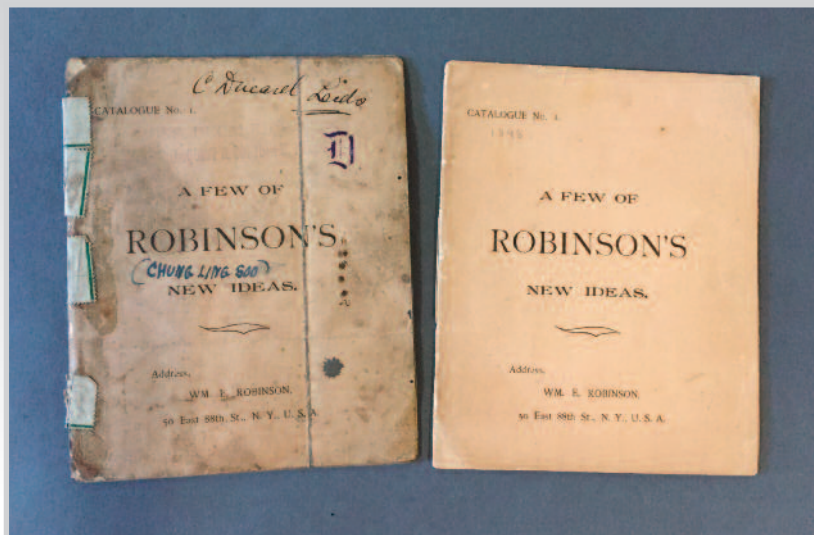 C Ducarel Leeds
CATALOGUE No. 1.
D
A FEW OF
ROBINSON'S
(CHUNG LING SOO)
NEW IDEAS.
Address,
WM. E. ROBINSON,
50 East 88th St., N. Y., U. S. A.
CATALOGUE No. 1.
A FEW OF
ROBINSON'S
NEW IDEAS.
Address,
WM. E. ROBINSON,
50 East 88th St., N. Y., U. S. A.